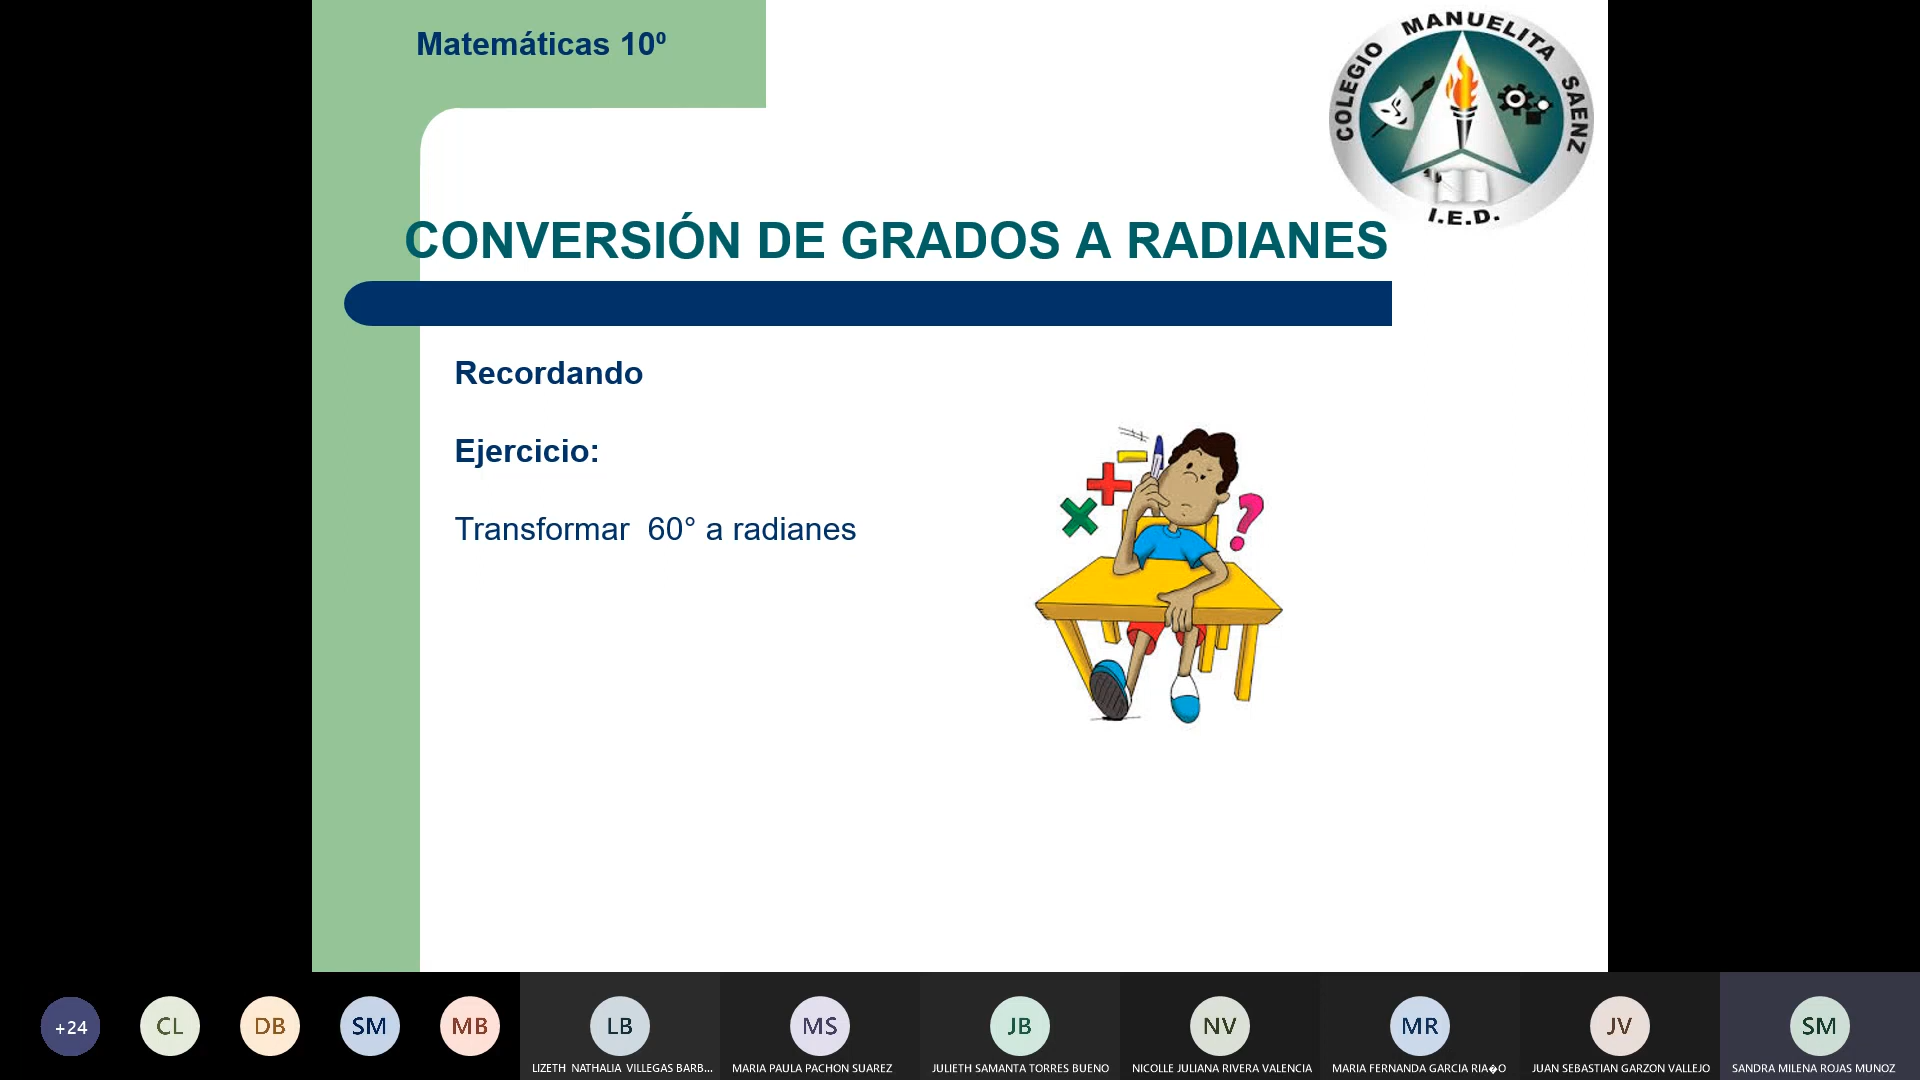 Matemáticas 10º
COLEGIO MANUELITA SAENZ
I.E.D.
CONVERSIÓN DE GRADOS A RADIANES
Recordando
Ejercicio:
Transformar 60° a radianes
+24
CL
DB
SM
MB
LB
MS
JB
NV
MR
JV
SM
LIZETH NATHALIA VILLEGAS BARB...
MARIA PAULA PACHON SUAREZ
JULIETH SAMANTA TORRES BUENO
NICOLLE JULIANA RIVERA VALENCIA
MARIA FERNANDA GARCIA RIA�O
JUAN SEBASTIAN GARZON VALLEJO
SANDRA MILENA ROJAS MUNOZ